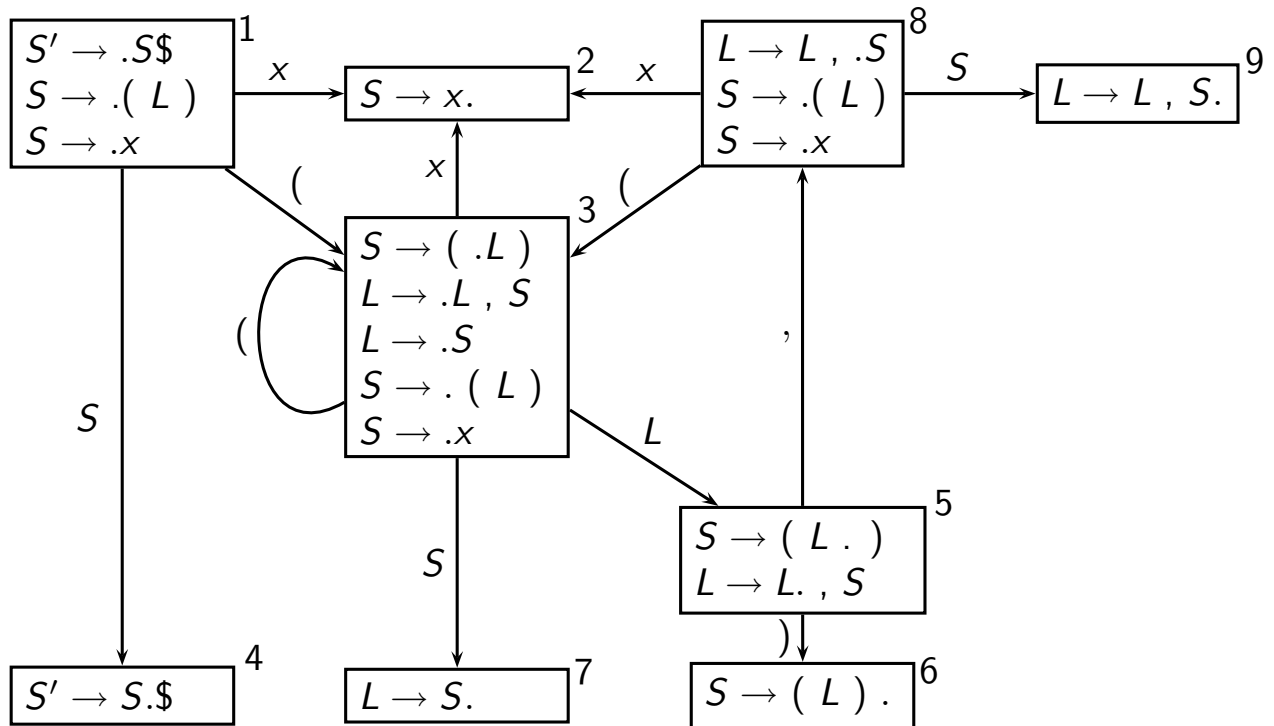 1
S′ → .S$
S → .( L )
S → .x
x
2
S → x.
x
8
L → L , .S
S → .( L )
S → .x
S
9
L → L , S.
(
x
(
3
S → ( .L )
L → .L , S
L → .S
S → . ( L )
S → .x
(
,
S
L
5
S → ( L . )
L → L. , S
S
)
4
S′ → S.$
7
L → S.
6
S → ( L ) .